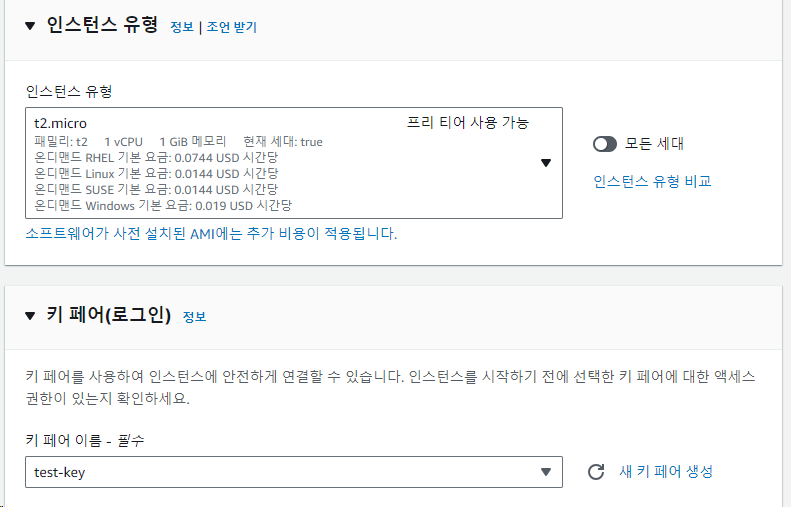 인스턴스 유형 정보 | 조언 받기
인스턴스 유형
t2.micro 프리 티어 사용 가능
패밀리: t2 1 vCPU 1 GiB 메모리 현재 세대: true
온디맨드 RHEL 기본 요금: 0.0744 USD 시간당
온디맨드 Linux 기본 요금: 0.0144 USD 시간당
온디맨드 SUSE 기본 요금: 0.0144 USD 시간당
온디맨드 Windows 기본 요금: 0.019 USD 시간당
모든 세대
인스턴스 유형 비교
소프트웨어가 사전 설치된 AMI에는 추가 비용이 적용됩니다.
키 페어(로그인) 정보
키 페어를 사용하여 인스턴스에 안전하게 연결할 수 있습니다. 인스턴스를 시작하기 전에 선택한 키 페어에 대한 액세스
권한이 있는지 확인하세요.
키 페어 이름 - 필수
test-key
새 키 페어 생성